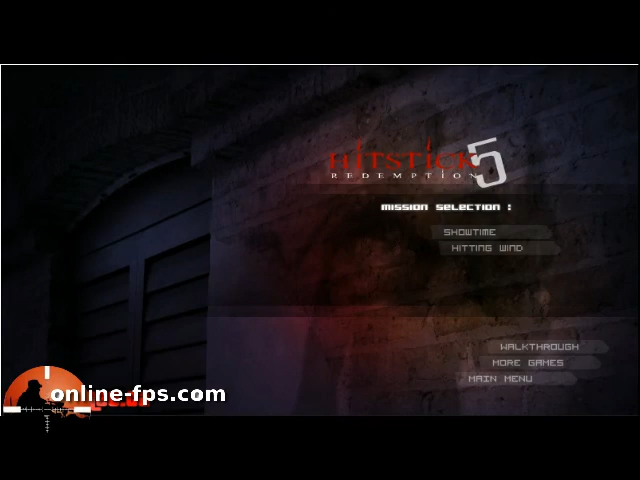 HITSTICK 5
REDEMPTION
MISSION SELECTION :
SHOWTIME
HITTING WIND
WALKTHROUGH
MORE GAMES
MAIN MENU
online-fps.com